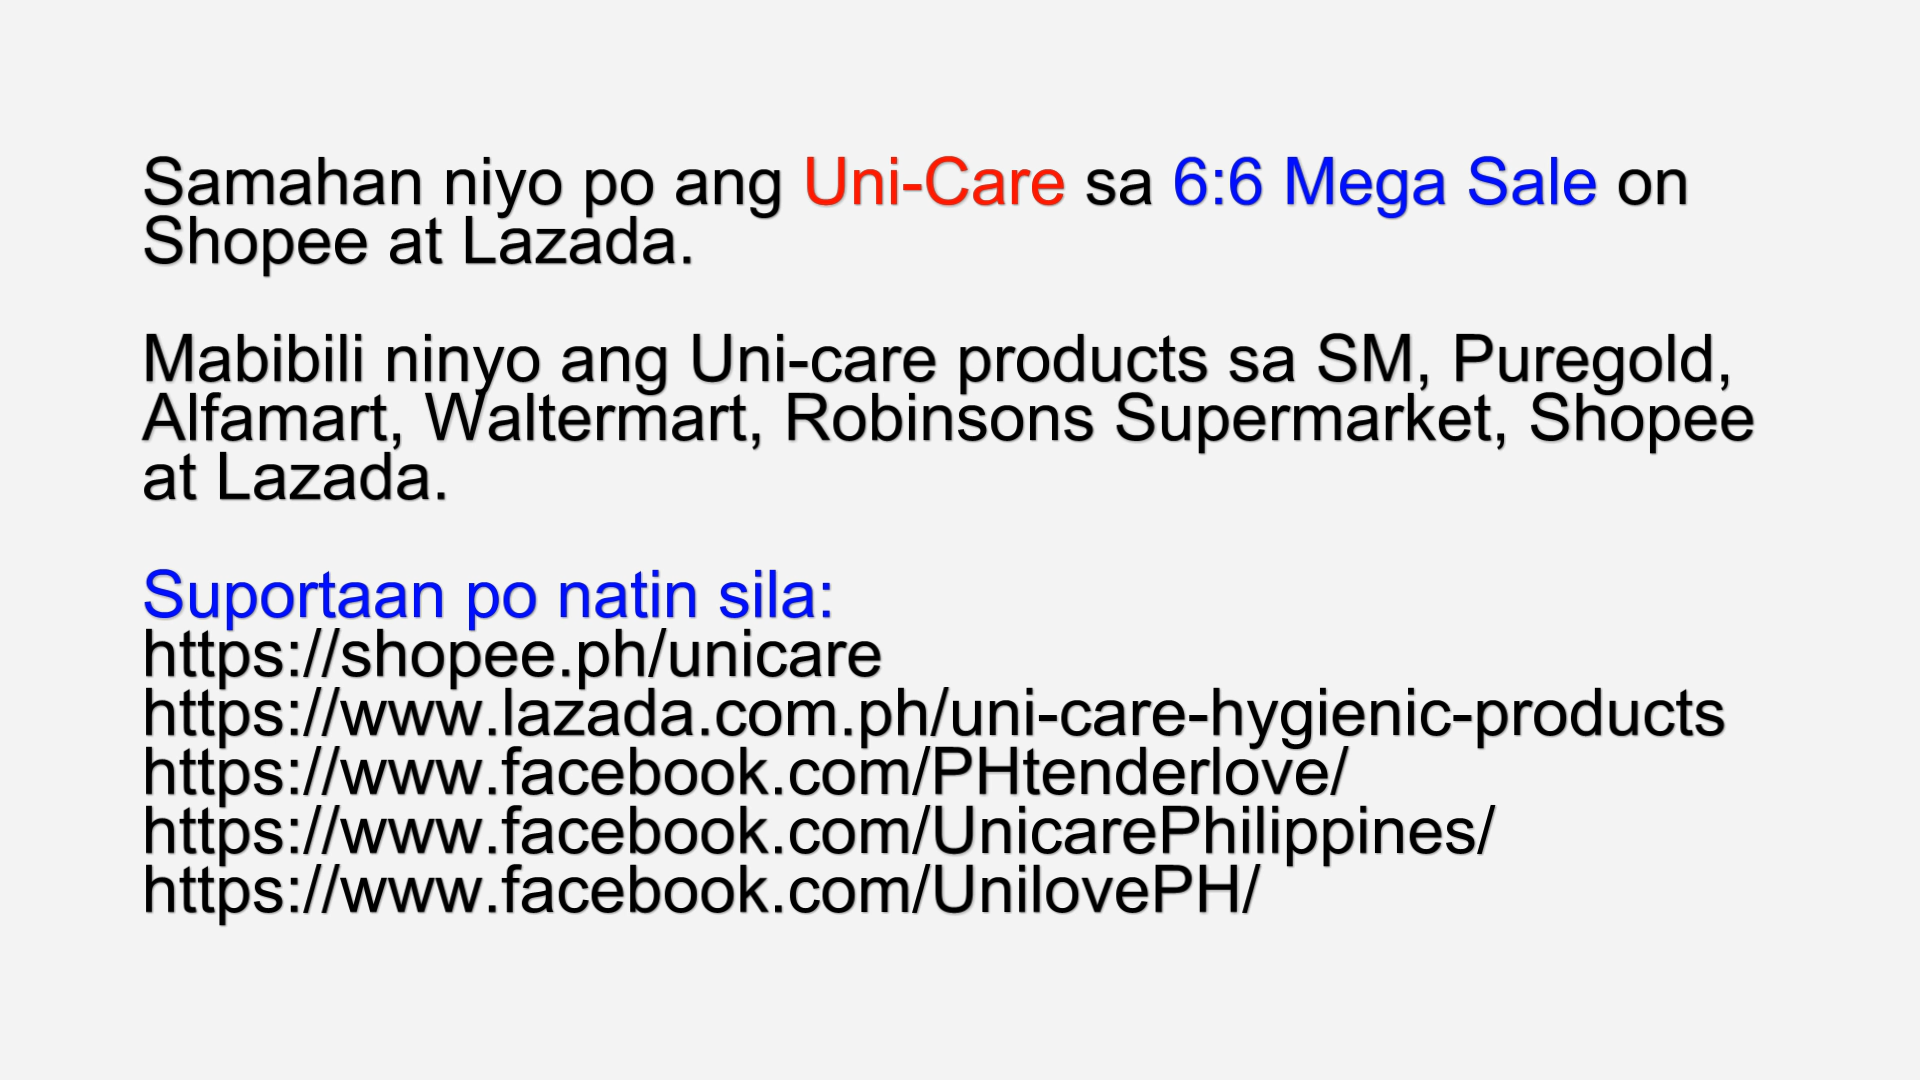 Samahan niyo po ang Uni-Care sa 6:6 Mega Sale on
Shopee at Lazada.
Mabibili ninyo ang Uni-care products sa SM, Puregold,
Alfamart, Waltermart, Robinsons Supermarket, Shopee
at Lazada.
Suportaan po natin sila:
https://shopee.ph/unicare
https://www.lazada.com.ph/uni-care-hygienic-products
https://www.facebook.com/PHtenderlove/
https://www.facebook.com/UnicarePhilippines/
https://www.facebook.com/UnilovePH/